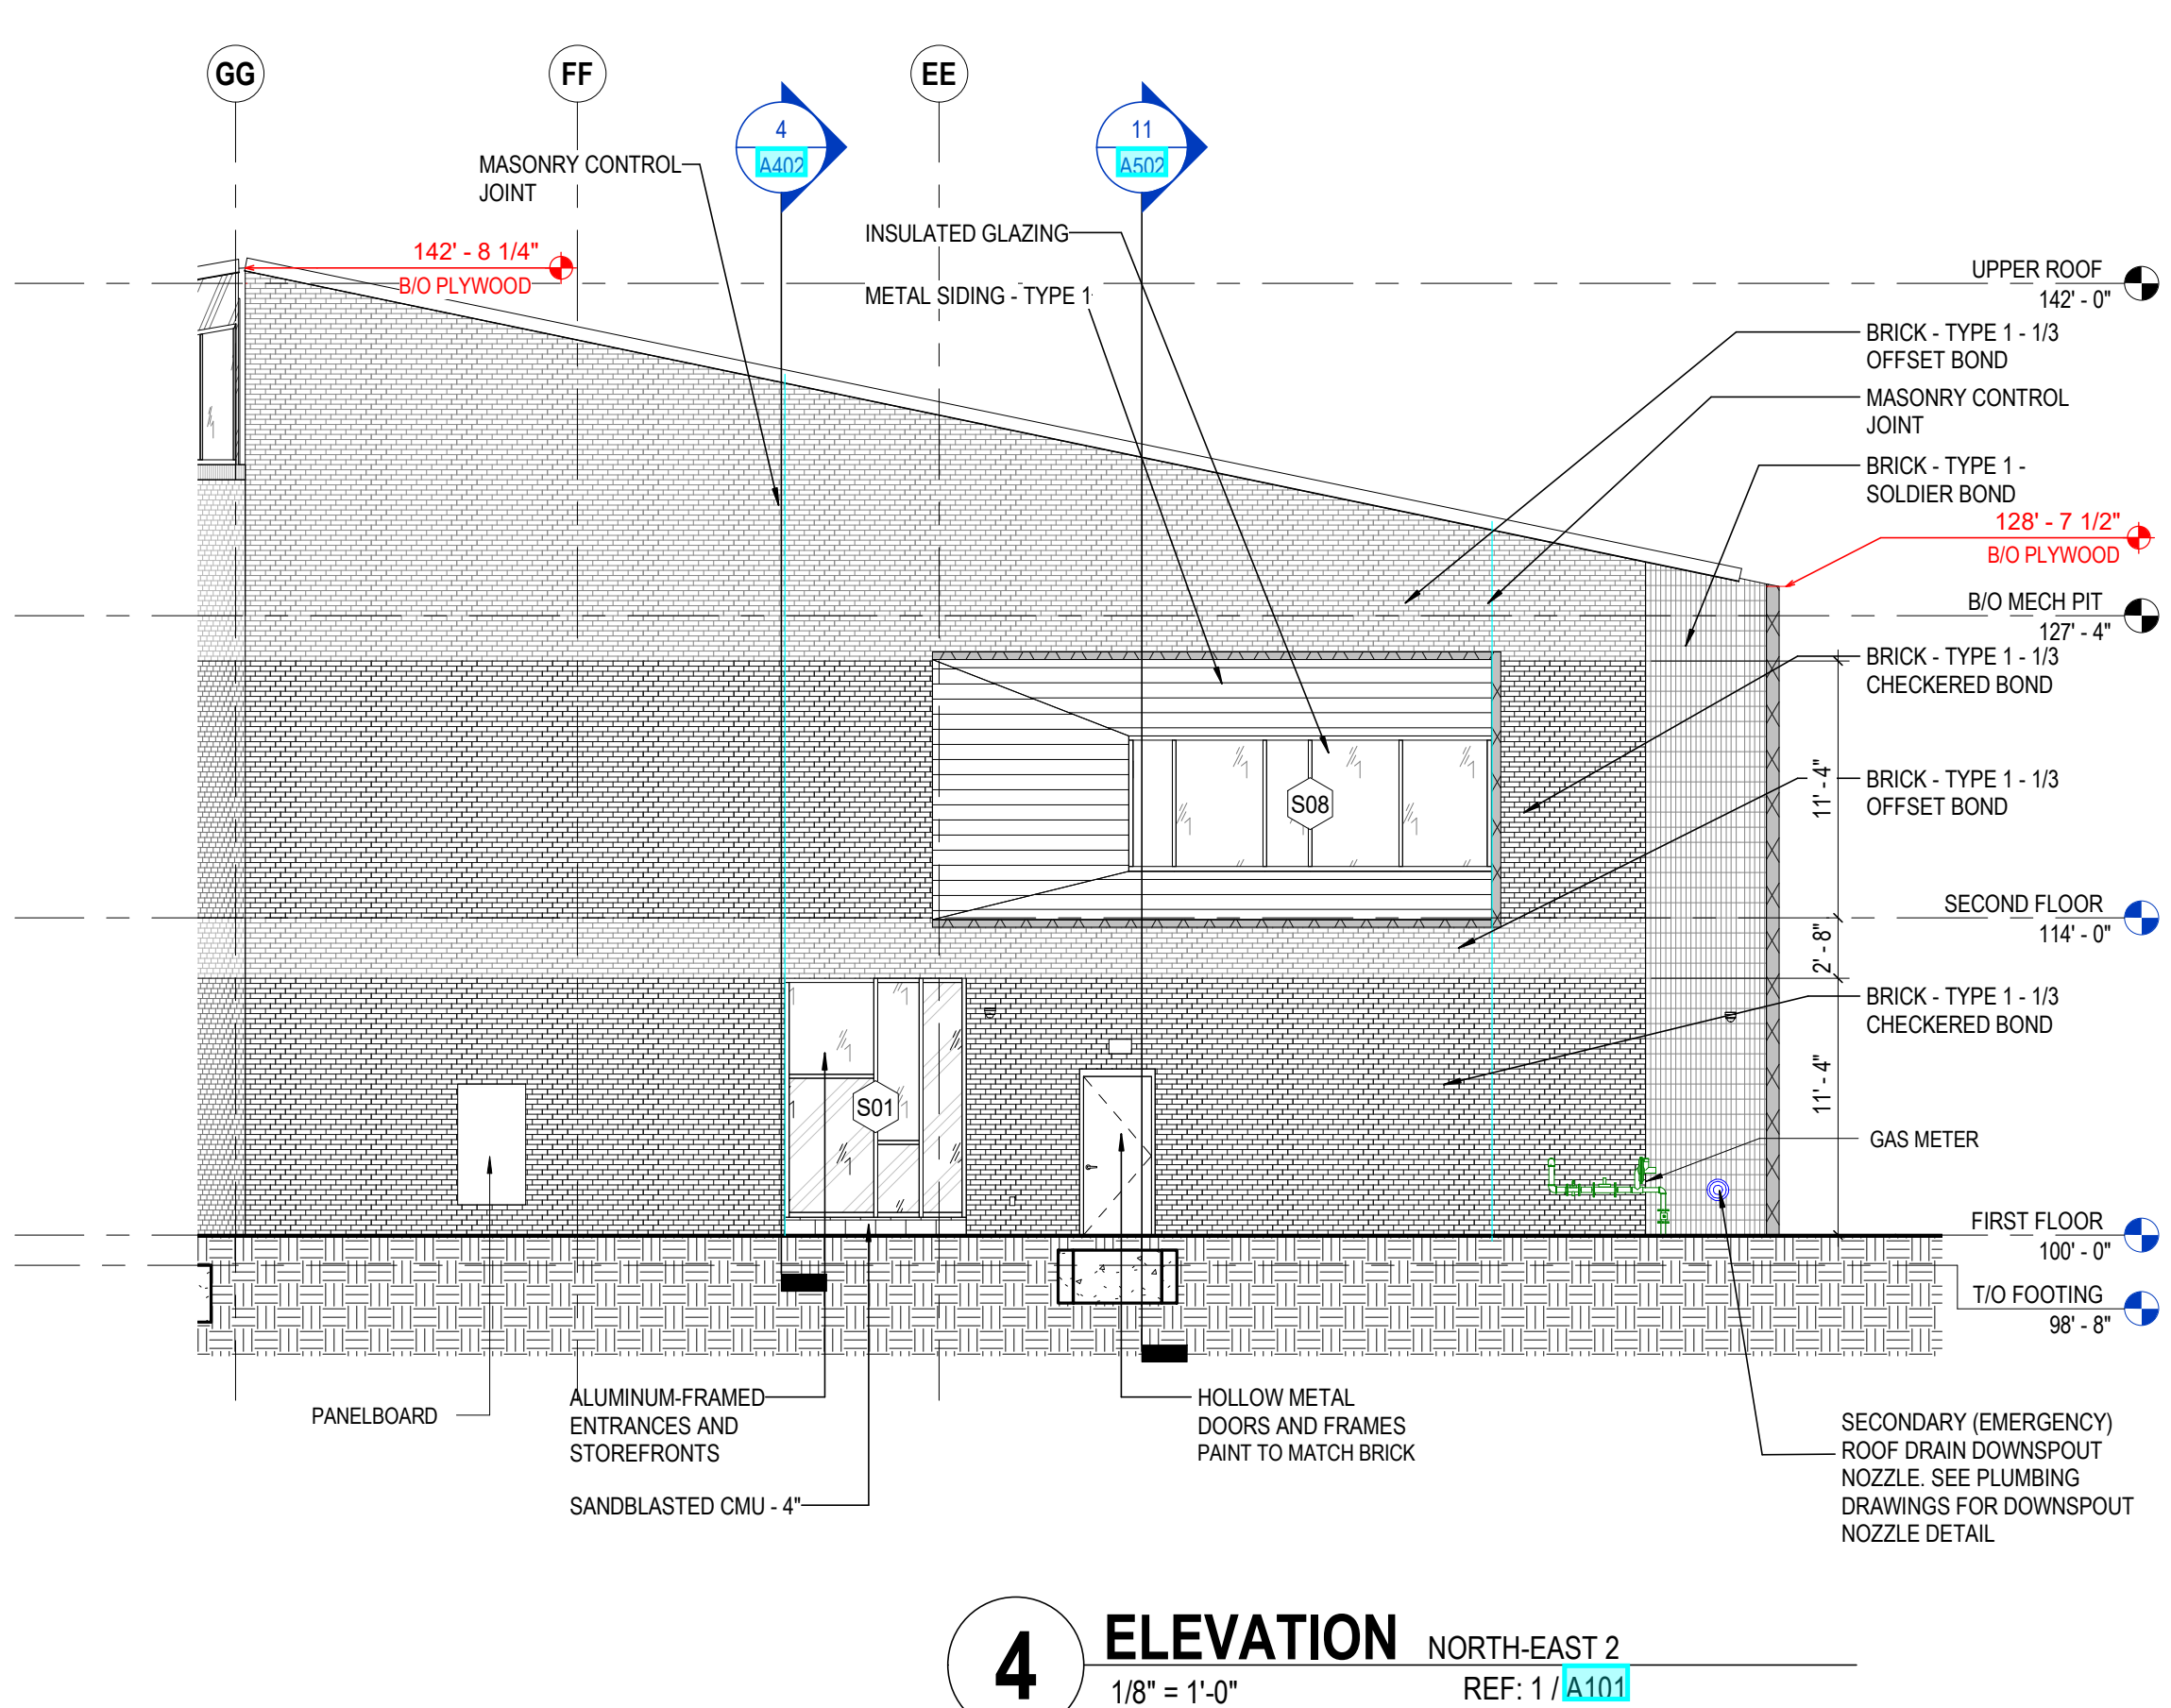 GG
FF
EE
4
A402
11
A502
MASONRY CONTROL
JOINT
INSULATED GLAZING
142' - 8 1/4"
B/O PLYWOOD
METAL SIDING - TYPE 1
UPPER ROOF
142' - 0"
BRICK - TYPE 1 - 1/3
OFFSET BOND
MASONRY CONTROL
JOINT
BRICK - TYPE 1 -
SOLDIER BOND
128' - 7 1/2"
B/O PLYWOOD
B/O MECH PIT
127' - 4"
BRICK - TYPE 1 - 1/3
CHECKERED BOND
11' - 4"
BRICK - TYPE 1 - 1/3
OFFSET BOND
S08
SECOND FLOOR
114' - 0"
2' - 8"
BRICK - TYPE 1 - 1/3
CHECKERED BOND
11' - 4"
S01
GAS METER
FIRST FLOOR
100' - 0"
T/O FOOTING
98' - 8"
PANELBOARD
ALUMINUM-FRAMED
ENTRANCES AND
STOREFRONTS
SANDBLASTED CMU - 4"
HOLLOW METAL
DOORS AND FRAMES
PAINT TO MATCH BRICK
SECONDARY (EMERGENCY)
ROOF DRAIN DOWNSPOUT
NOZZLE. SEE PLUMBING
DRAWINGS FOR DOWNSPOUT
NOZZLE DETAIL
4
ELEVATION NORTH-EAST 2
1/8" = 1'-0" REF: 1 / A101